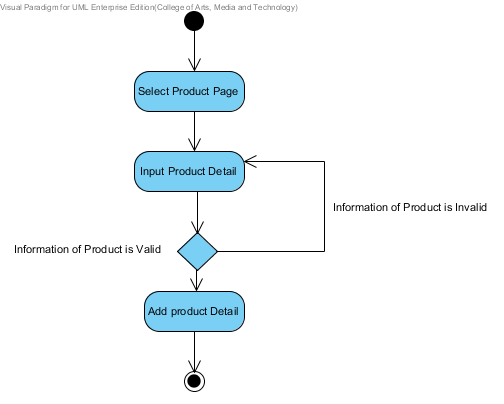 Visual Paradigm for UML Enterprise Edition(College of Arts, Media and Technology)
Select Product Page
Input Product Detail
Information of Product is Invalid
Information of Product is Valid
Add product Detail